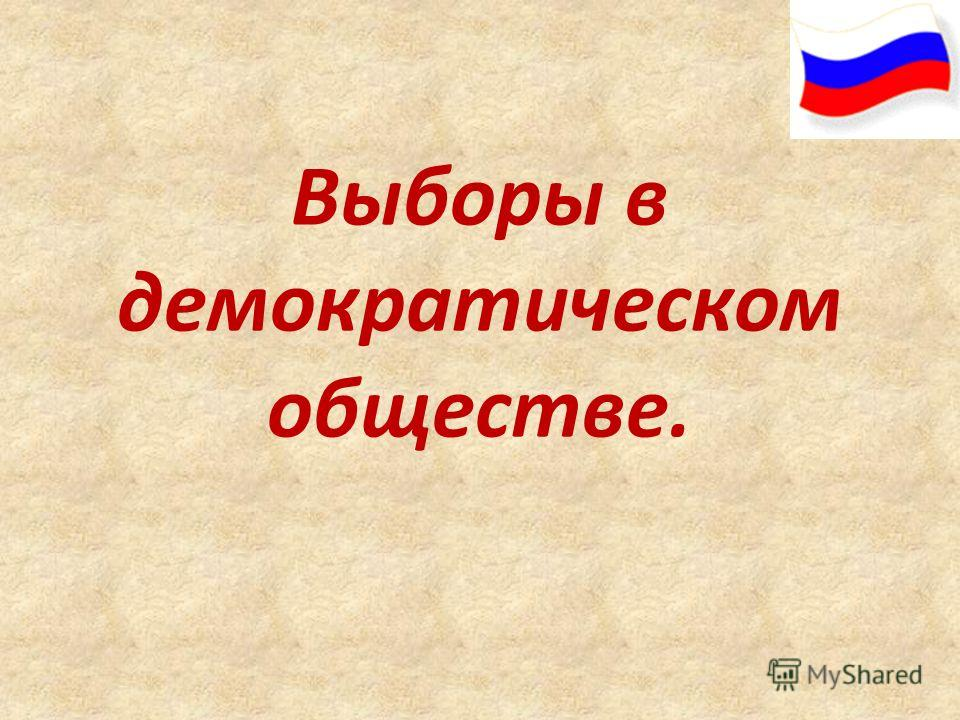 Выборы в
демократическом
обществе.
MyShared